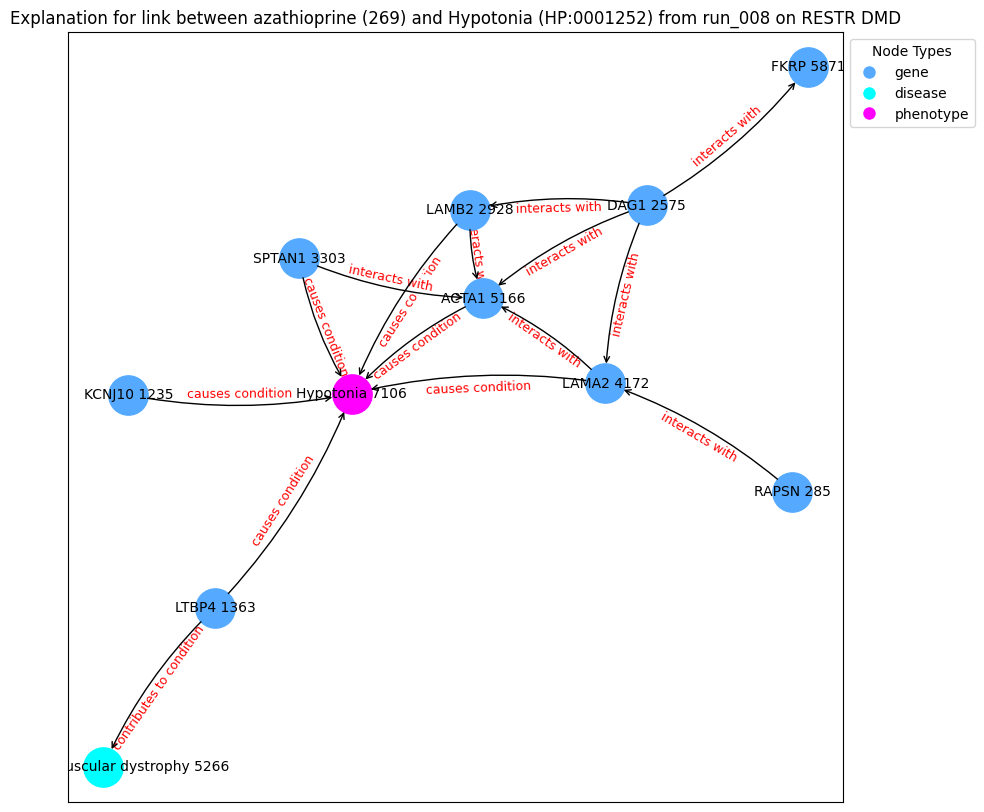 Explanation for link between azathioprine (269) and Hypotonia (HP:0001252) from run_008 on RESTR DMD
Node Types
gene
disease
phenotype
FKRP 5871
interacts with
LAMB2 2928
interacts with
DAG1 2575
interacts with
SPTAN1 3303
interacts with
causes condition
interacts with
ACTA1 5166
causes condition
causes condition
interacts with
KCNJ10 1235
causes condition
Hypotonia 7106
causes condition
LAMA2 4172
interacts with
RAPSN 285
causes condition
LTBP4 1363
contributes to condition
uscular dystrophy 5266